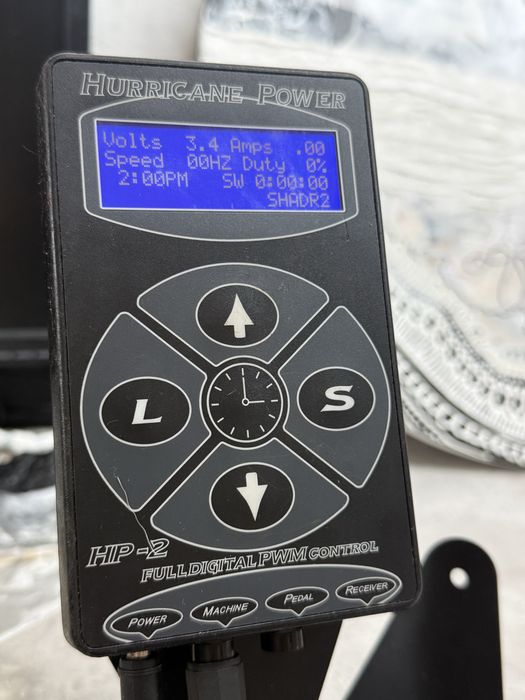 HURRICANE POWER
Volts 3.4 Amps .00
Speed 00HZ Duty 0%
2:00PM SW 0:00:00
SHADR2
L
S
HP-2
FULL DIGITAL PWM CONTROL
POWER MACHINE PEDAL RECEIVER